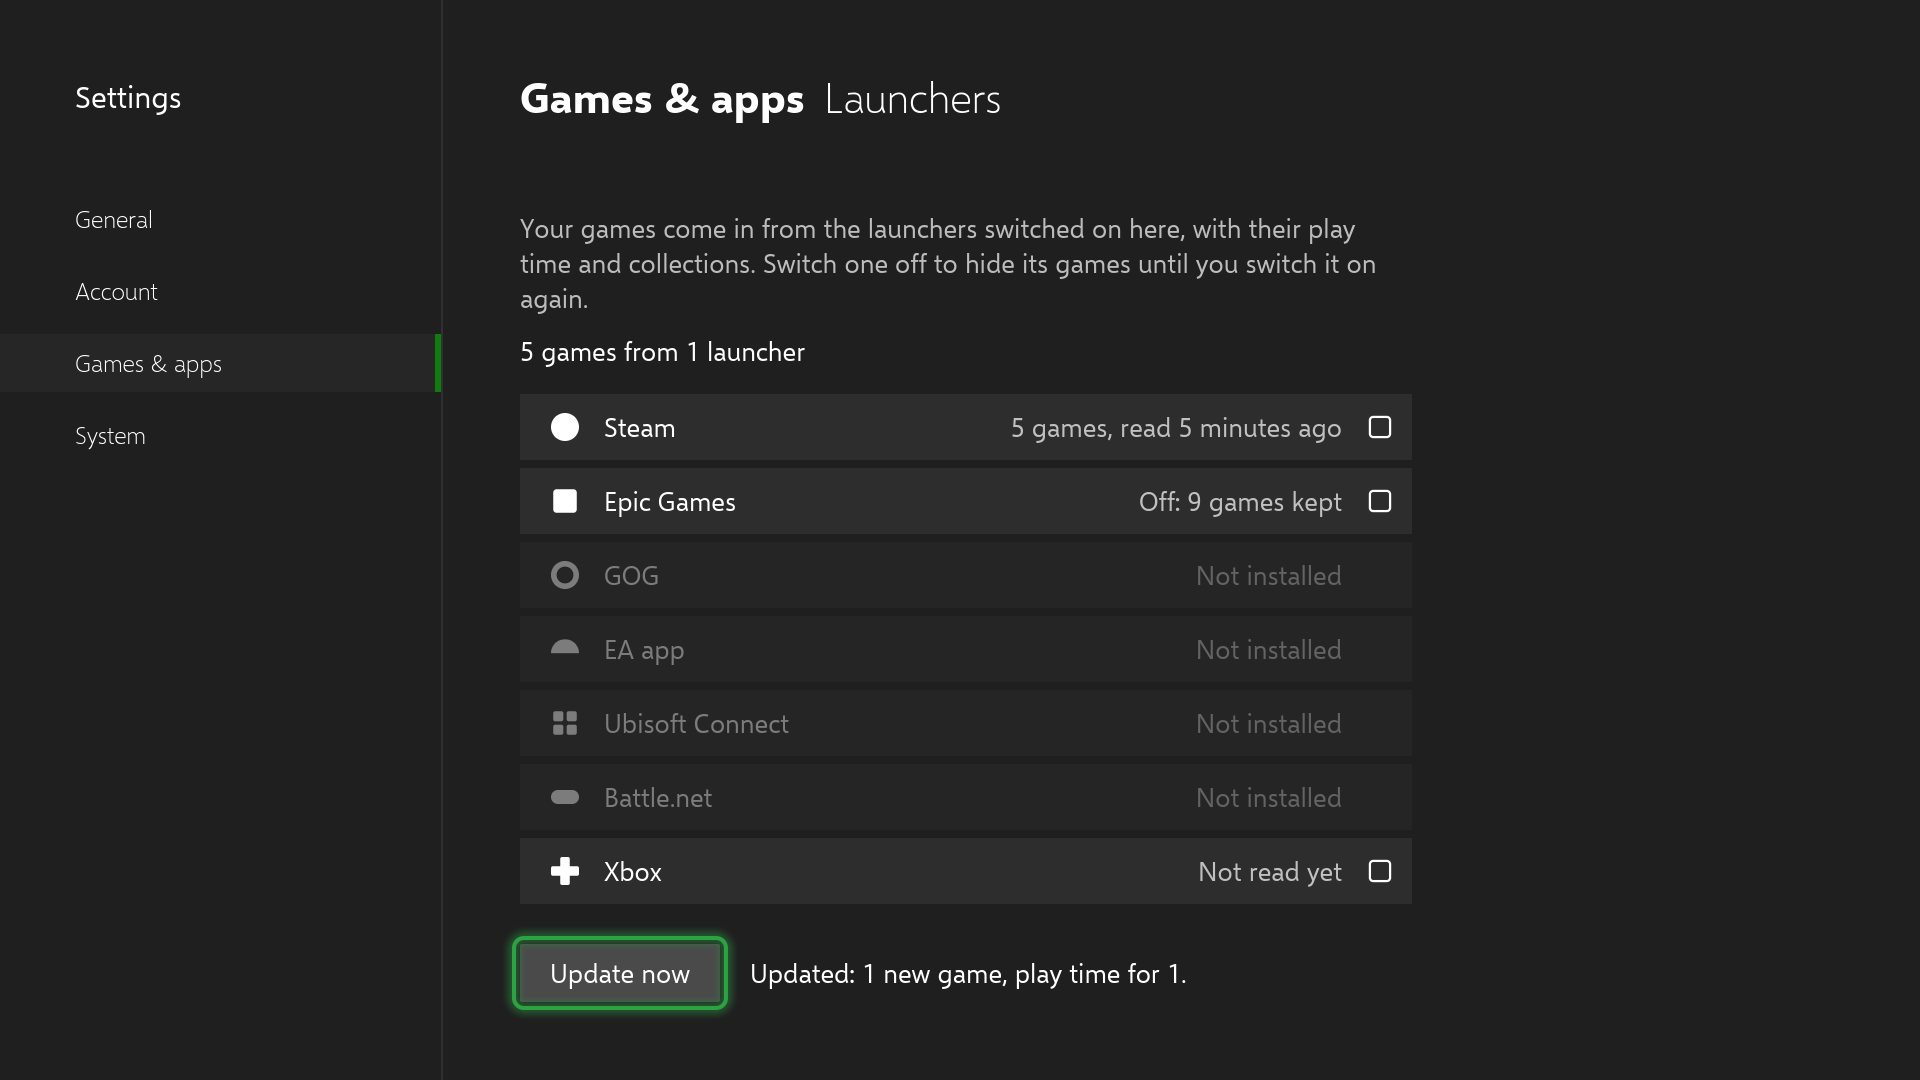 Settings
General
Account
Games & apps
System
Games & apps Launchers
Your games come in from the launchers switched on here, with their play
time and collections. Switch one off to hide its games until you switch it on
again.
5 games from 1 launcher
Steam 5 games, read 5 minutes ago
Epic Games Off: 9 games kept
GOG Not installed
EA app Not installed
Ubisoft Connect Not installed
Battle.net Not installed
Xbox Not read yet
Update now Updated: 1 new game, play time for 1.